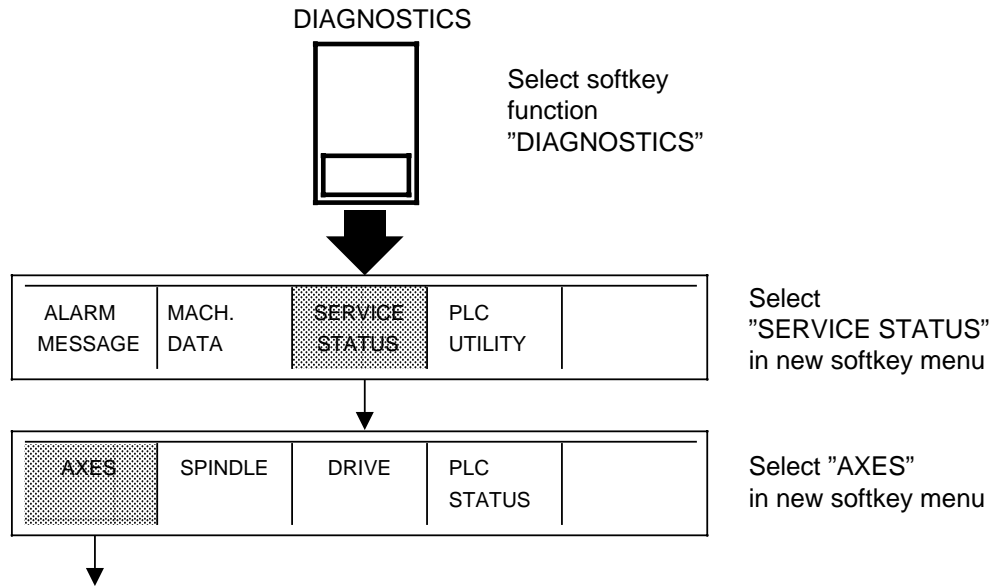 DIAGNOSTICS
Select softkey
function
”DIAGNOSTICS”
ALARM
MESSAGE
MACH.
DATA
SERVICE
STATUS
PLC
UTILITY
Select
”SERVICE STATUS”
in new softkey menu
AXES
SPINDLE
DRIVE
PLC
STATUS
Select ”AXES”
in new softkey menu